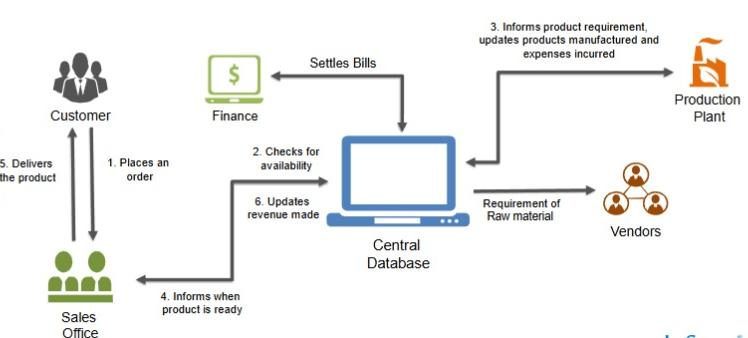 3. Informs product requirement,
updates products manufactured and
expenses incurred
Settles Bills
$
Customer
Finance
Production
Plant
5. Delivers
the product
1. Places an
order
2. Checks for
availability
6. Updates
revenue made
Requirement of
Raw material
Vendors
Central
Database
4. Informs when
product is ready
Sales
Office